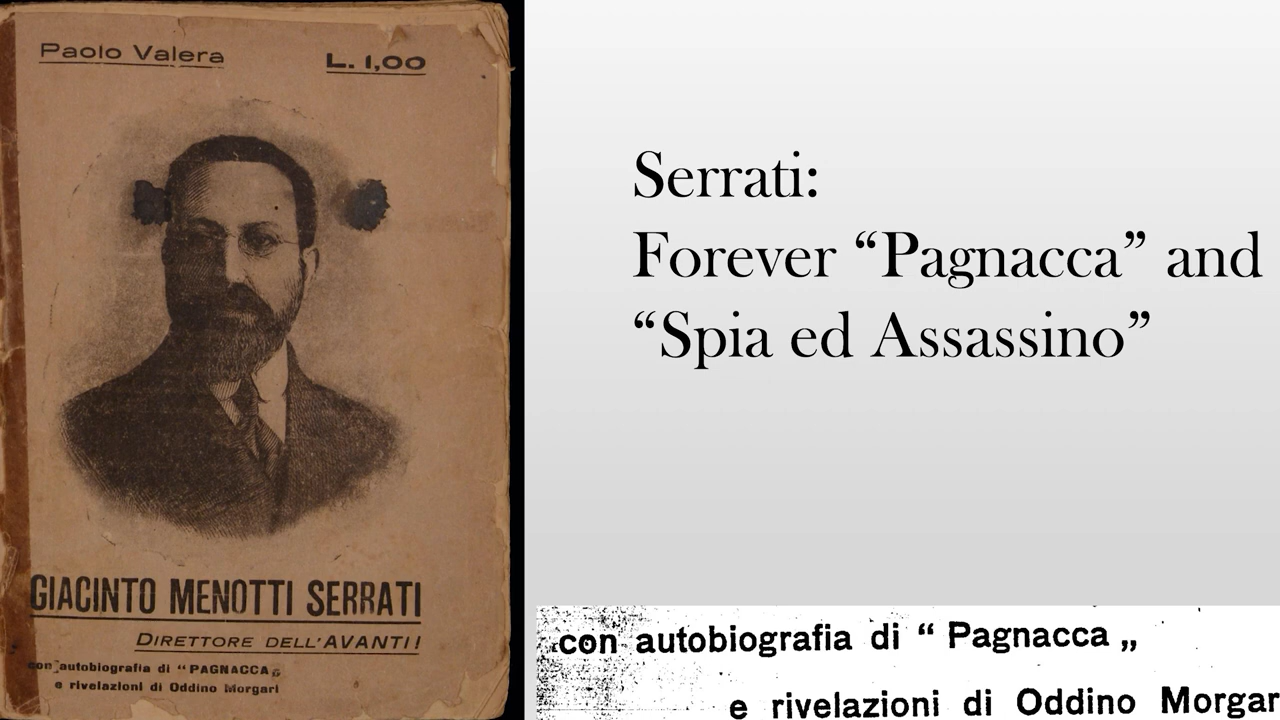 Paolo Valera
L. 1,00
GIACINTO MENOTTI SERRATI
DIRETTORE DELL'AVANTI!
con autobiografia di “PAGNACCA„
e rivelazioni di Oddino Morgari
Serrati:
Forever “Pagnacca” and
“Spia ed Assassino”
con autobiografia di “ Pagnacca „
e rivelazioni di Oddino Morgar